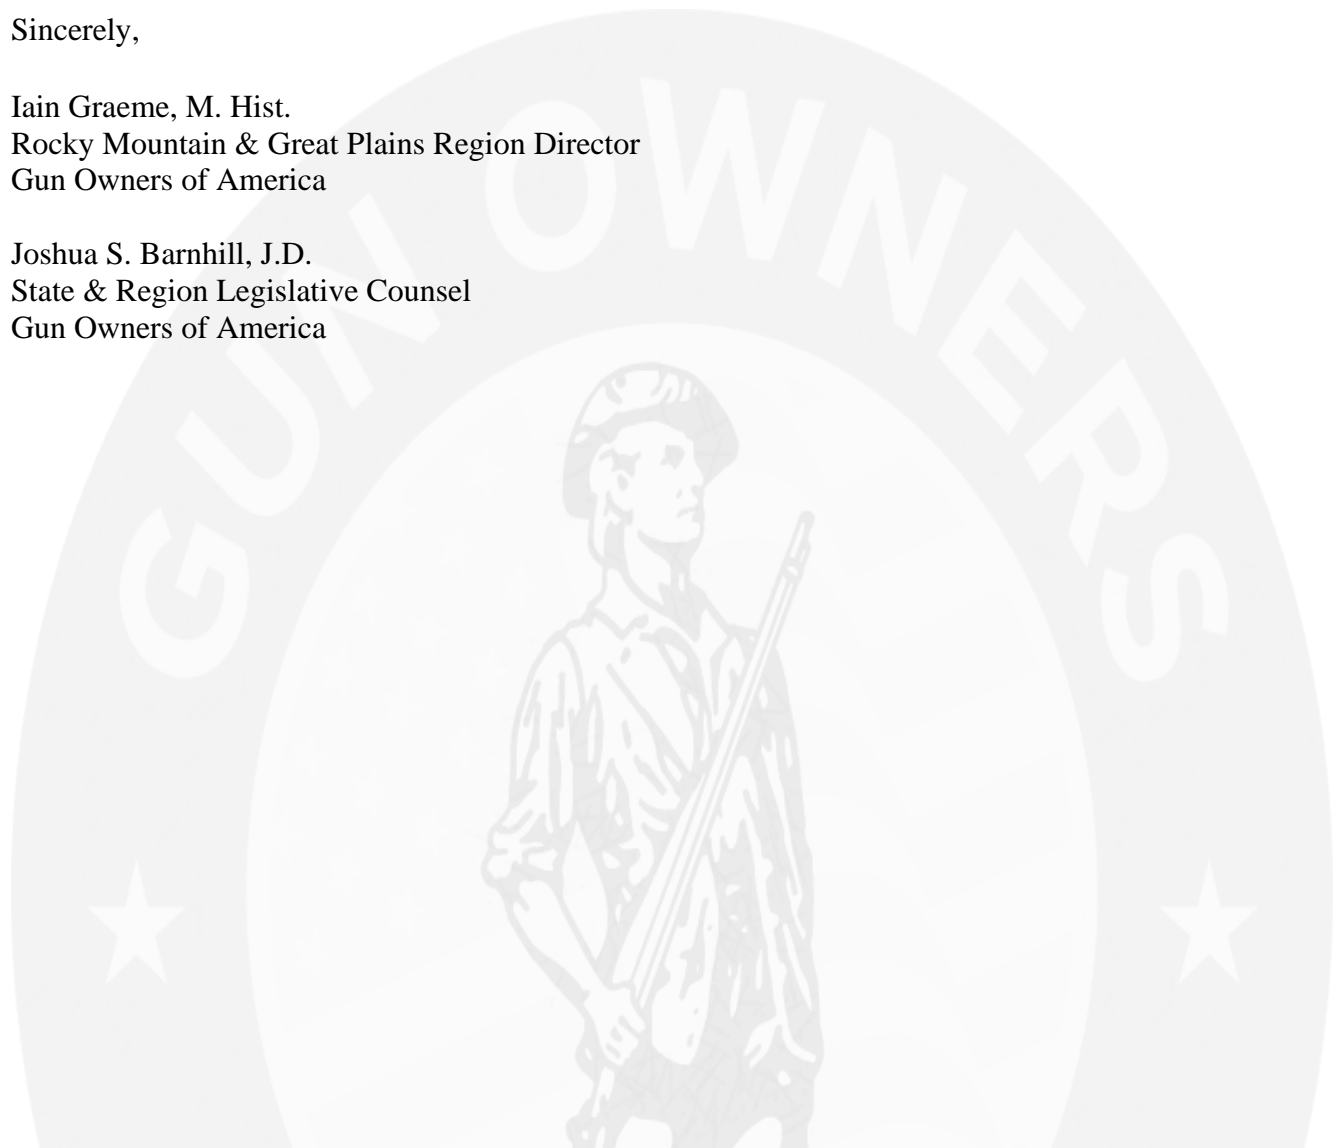 Sincerely,
Iain Graeme, M. Hist.
Rocky Mountain & Great Plains Region Director
Gun Owners of America
Joshua S. Barnhill, J.D.
State & Region Legislative Counsel
Gun Owners of America
GUN OWNERS